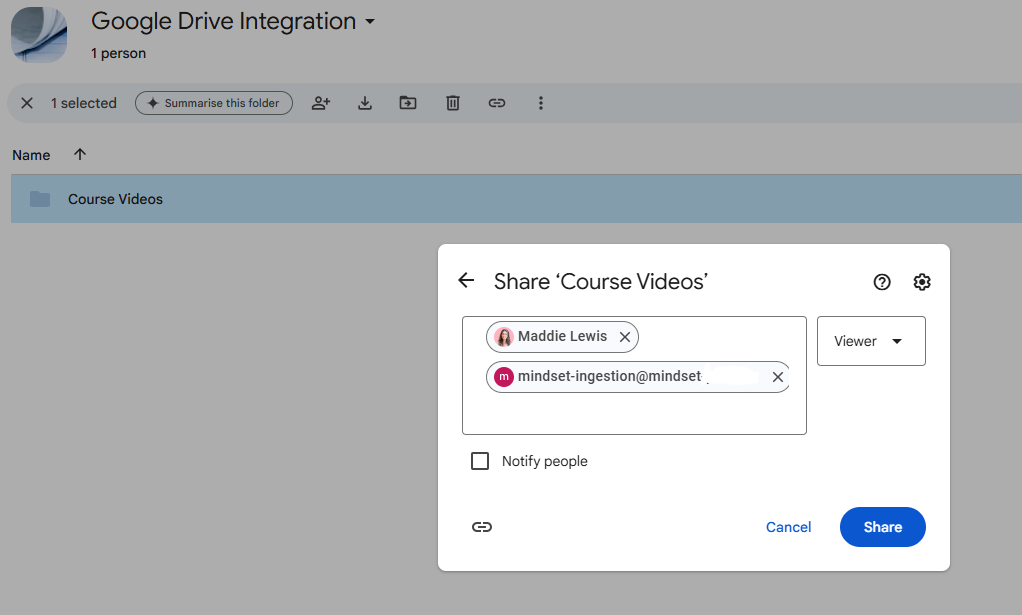 Google Drive Integration
1 person
1 selected
Summarise this folder
Name
Course Videos
Share ‘Course Videos’
Maddie Lewis
Viewer
m
mindset-ingestion@mindset-
Notify people
Cancel
Share